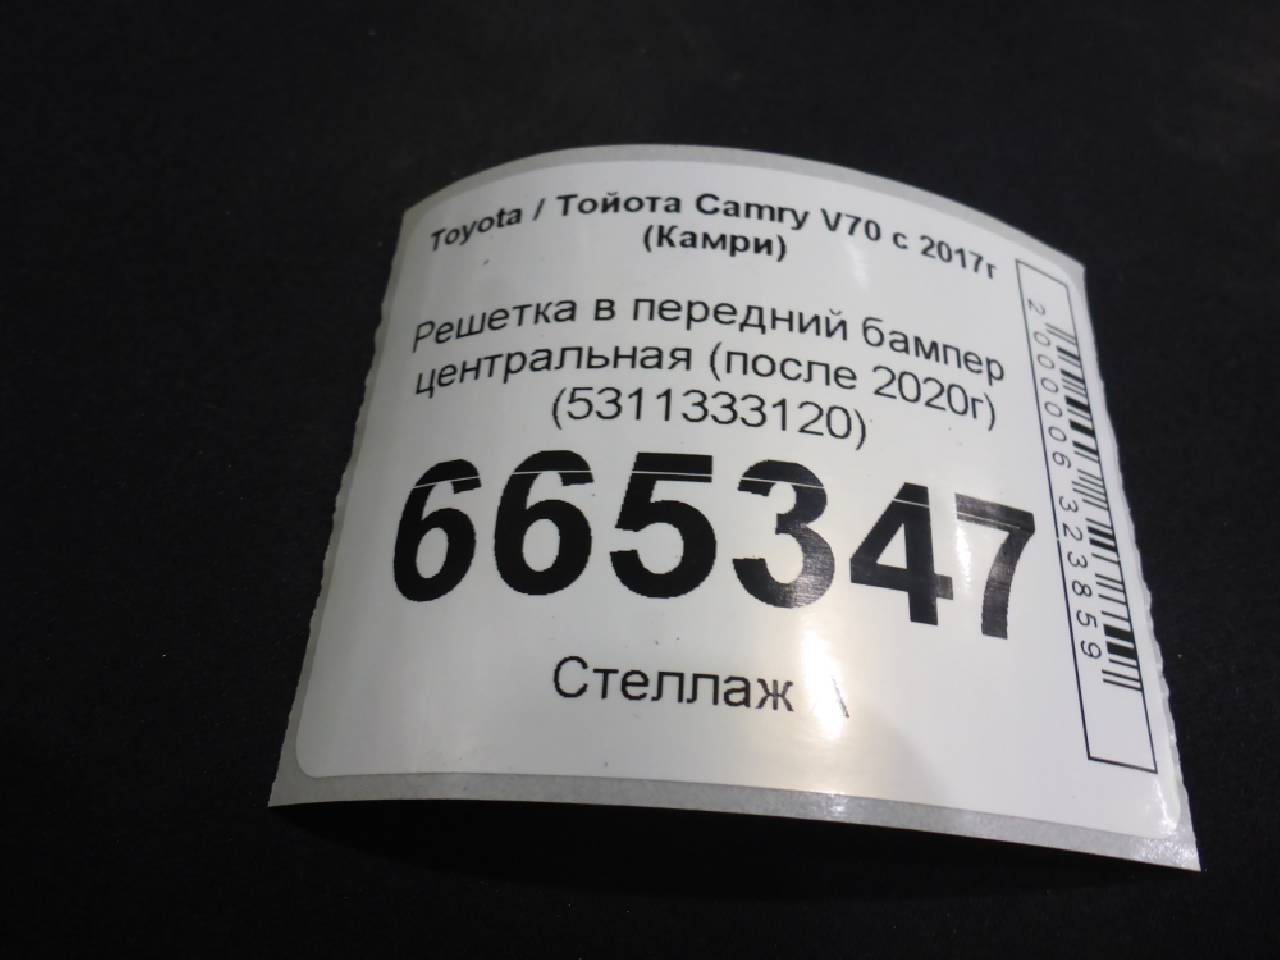 Toyota / Тойота Camry V70 с 2017г
(Камри)
Решетка в передний бампер
центральная (после 2020г)
(5311333120)
665347
Стеллаж
2000006323859